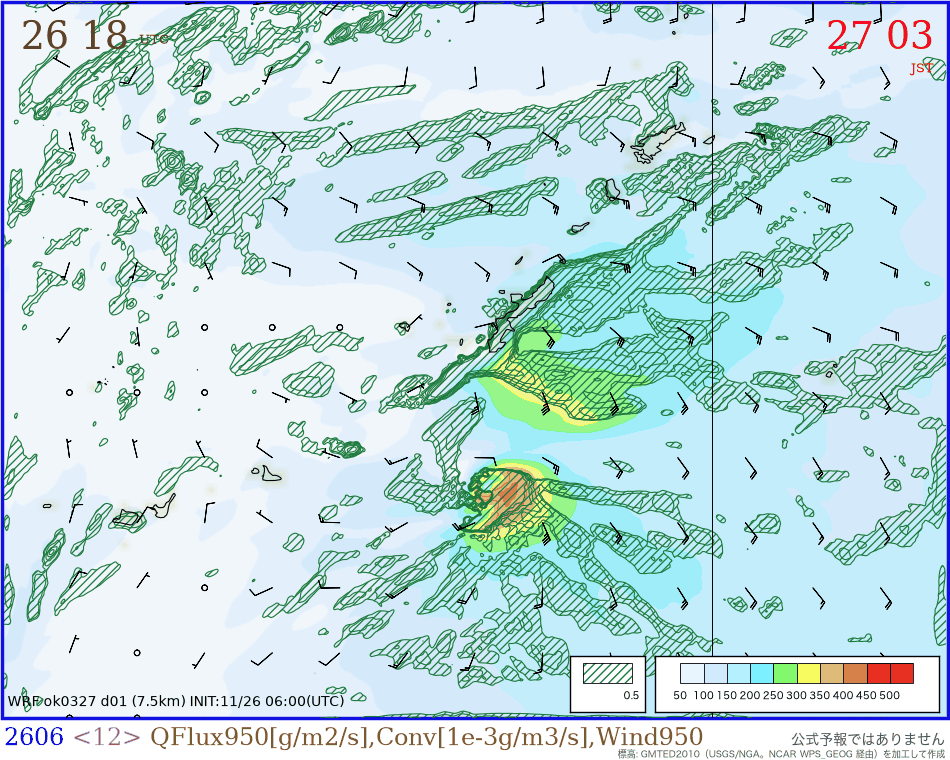 26 18 UTC
27 03
JST
0.5
50 100 150 200 250 300 350 400 450 500
WRF ok0327 d01 (7.5km) INIT:11/26 06:00(UTC)
2606 <12> QFlux950[g/m2/s],Conv[1e-3g/m3/s],Wind950
公式予報ではありません
標高: GMTED2010（USGS/NGA。NCAR WPS_GEOG 経由）を加工して作成